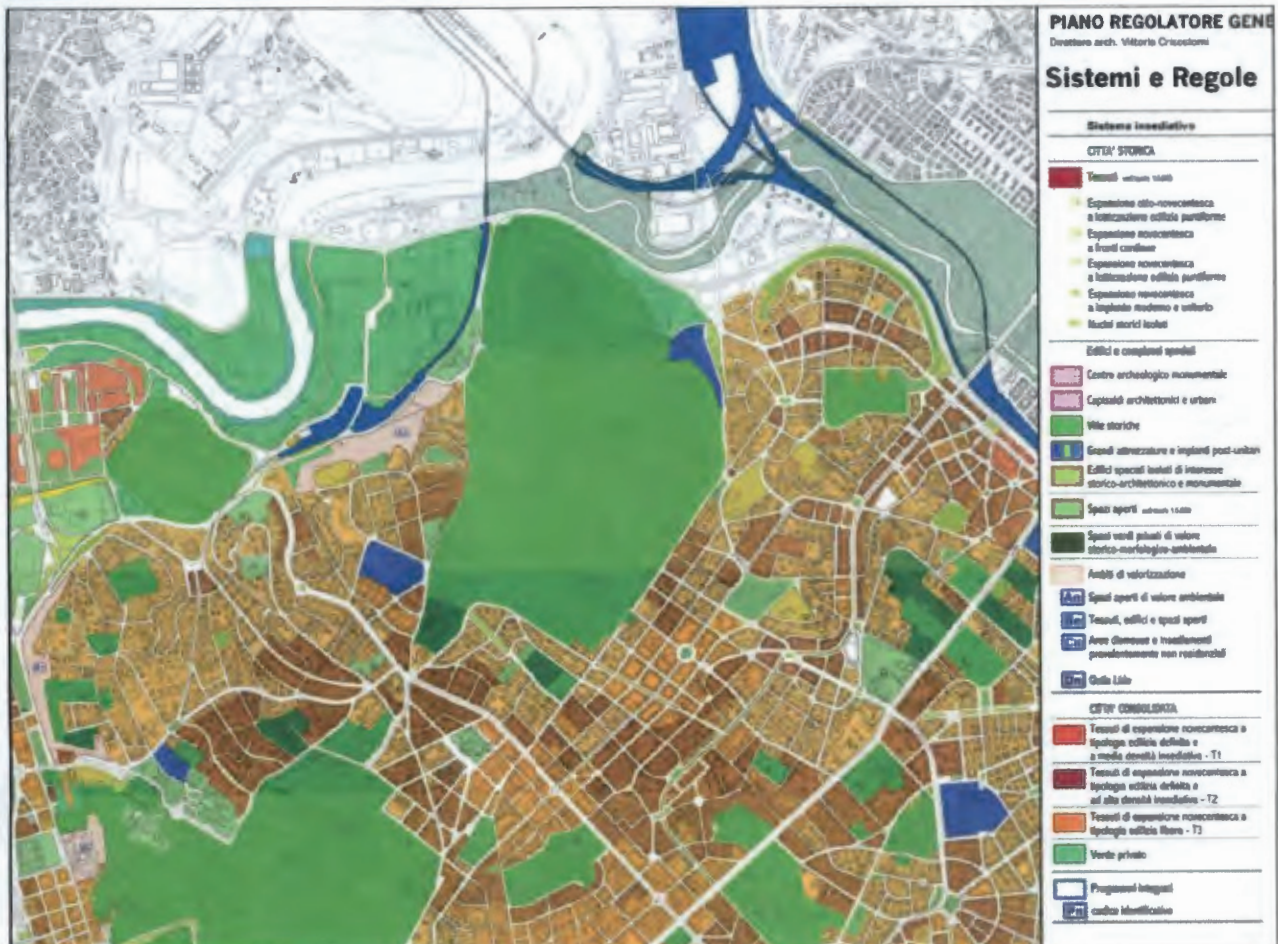 PIANO REGOLATORE GENE
Direttore arch. Vittoria Crisostomi
Sistemi e Regole
Sistema insediativo
CITTA' STORICA
Tessuti
Espansione otto-novecentesca
a lottizzazione edilizia puntiforme
Espansione novecentesca
a fronti continue
Espansione novecentesca
a lottizzazione edilizia puntiforme
Espansione novecentesca
a impianto moderno e unitario
Nuclei storici isolati
Edifici e complessi speciali
Centro archeologico monumentale
Capisaldi architettonici e urbani
Ville storiche
Grandi attrezzature e impianti post-unitari
Edifici speciali isolati di interesse
storico-architettonico e monumentale
Spazi aperti
Spazi verdi privati di valore
storico-morfologico-ambientale
Ambiti di valorizzazione
Spazi aperti di valore ambientale
Tessuti, edifici e spazi aperti
Aree dismesse e insediamenti
prevalentemente non residenziali
Ostia Lido
CITTA' CONSOLIDATA
Tessuti di espansione novecentesca a
tipologia edilizia definita e
a media densità insediativa - T1
Tessuti di espansione novecentesca a
tipologia edilizia definita e
ad alta densità insediativa - T2
Tessuti di espansione novecentesca a
tipologia edilizia libera - T3
Verde privato
Programmi integrati
codice identificativo